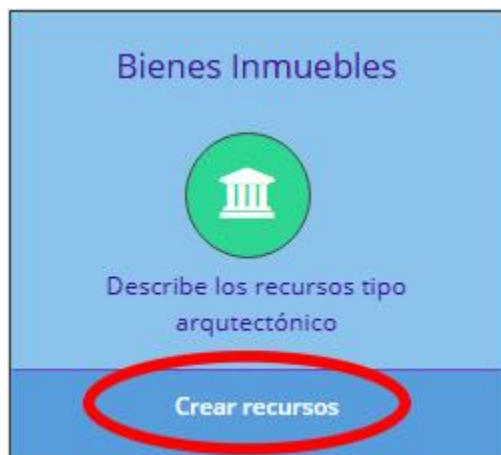 Bienes Inmuebles
Describe los recursos tipo
arqutectónico
Crear recursos